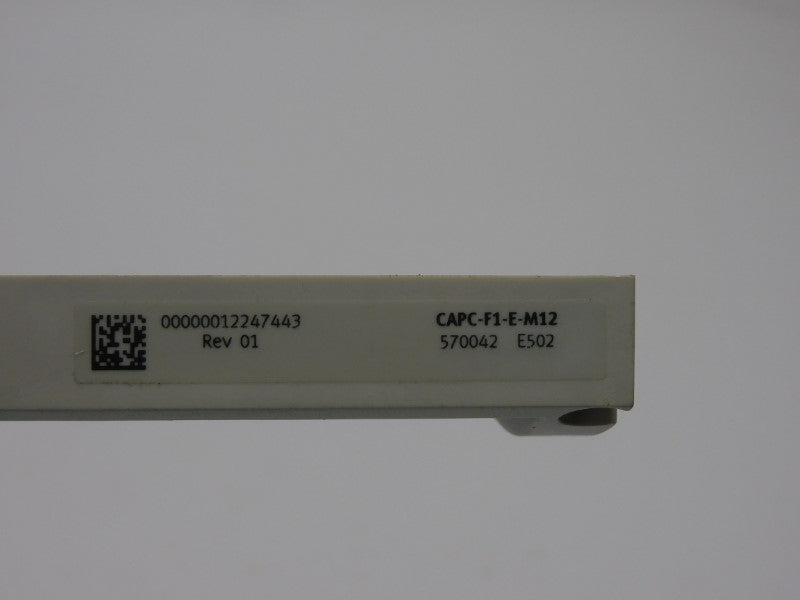 00000012247443
Rev 01
CAPC-F1-E-M12
570042 E502